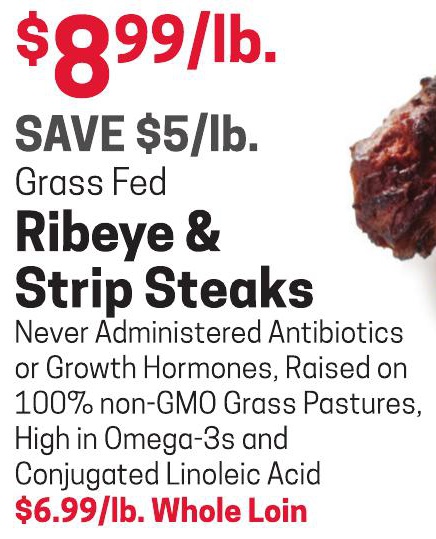 $8.99/lb.
SAVE $5/lb.
Grass Fed
Ribeye &
Strip Steaks
Never Administered Antibiotics
or Growth Hormones, Raised on
100% non-GMO Grass Pastures,
High in Omega-3s and
Conjugated Linoleic Acid
$6.99/lb. Whole Loin